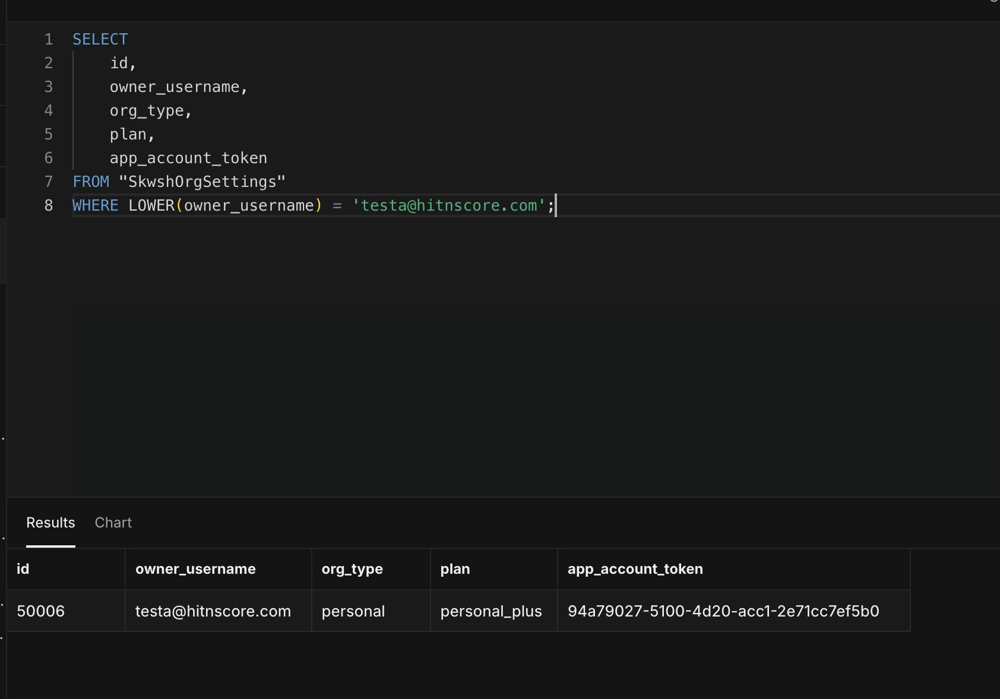 1 SELECT
2 id,
3 owner_username,
4 org_type,
5 plan,
6 app_account_token
7 FROM "SkwshOrgSettings"
8 WHERE LOWER(owner_username) = 'testa@hitnscore.com';
Results Chart
id owner_username org_type plan app_account_token
50006 testa@hitnscore.com personal personal_plus 94a79027-5100-4d20-acc1-2e71cc7ef5b0